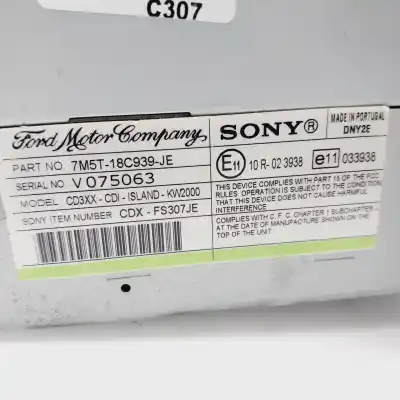 C307
Ford Motor Company
SONY®
MADE IN PORTUGAL
DNY2E
PART NO 7M5T-18C939-JE
SERIAL NO V075063
MODEL CD3XX - CDI - ISLAND - KW2000
SONY ITEM NUMBER CDX - FS307JE
E11 10 R- 02 3938 e11 033938
THIS DEVICE COMPLIES WITH PART 15 OF THE FCC
RULES.OPERATION IS SUBJECT TO THE CONDITION
THAT THIS DEVICE DOES NOT CAUSE HARMFUL
INTERFERENCE
COMPLIES WITH C. F. C. CHAPTER 1 SUBCHAPTER
AT THE DATE OF MANUFACTURE SHOWN ON THE
TOP OF THE UNIT